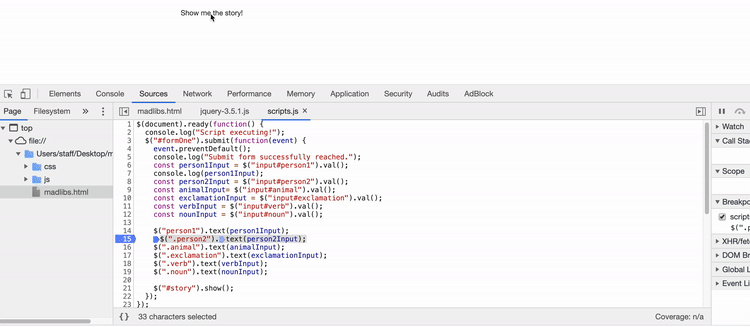 Show me the story!
Elements Console Sources Network Performance Memory Application Security Audits AdBlock
Page Filesystem »
madlibs.html jquery-3.5.1.js scripts.js ×
top
file://
Users/staff/Desktop/m
css
js
madlibs.html
1 $(document).ready(function() {
2 console.log("Script executing!");
3 $("#formOne").submit(function(event) {
4 event.preventDefault();
5 console.log("Submit form successfully reached.");
6 const person1Input = $("input#person1").val();
7 console.log(person1Input);
8 const person2Input = $("input#person2").val();
9 const animalInput= $("input#animal").val();
10 const exclamationInput = $("input#exclamation").val();
11 const verbInput = $("input#verb").val();
12 const nounInput = $("input#noun").val();
13
14 $("person1").text(person1Input);
15 $(".person2").text(person2Input);
16 $(".animal").text(animalInput);
17 $(".exclamation").text(exclamationInput);
18 $(".verb").text(verbInput);
19 $(".noun").text(nounInput);
20
21 $("#story").show();
22 });
23 });
{} 33 characters selected
Coverage: n/a
Watch
Call Sta
Scope
Breakpo
script
$(".p
XHR/fet
DOM Br
Global L
Event Li